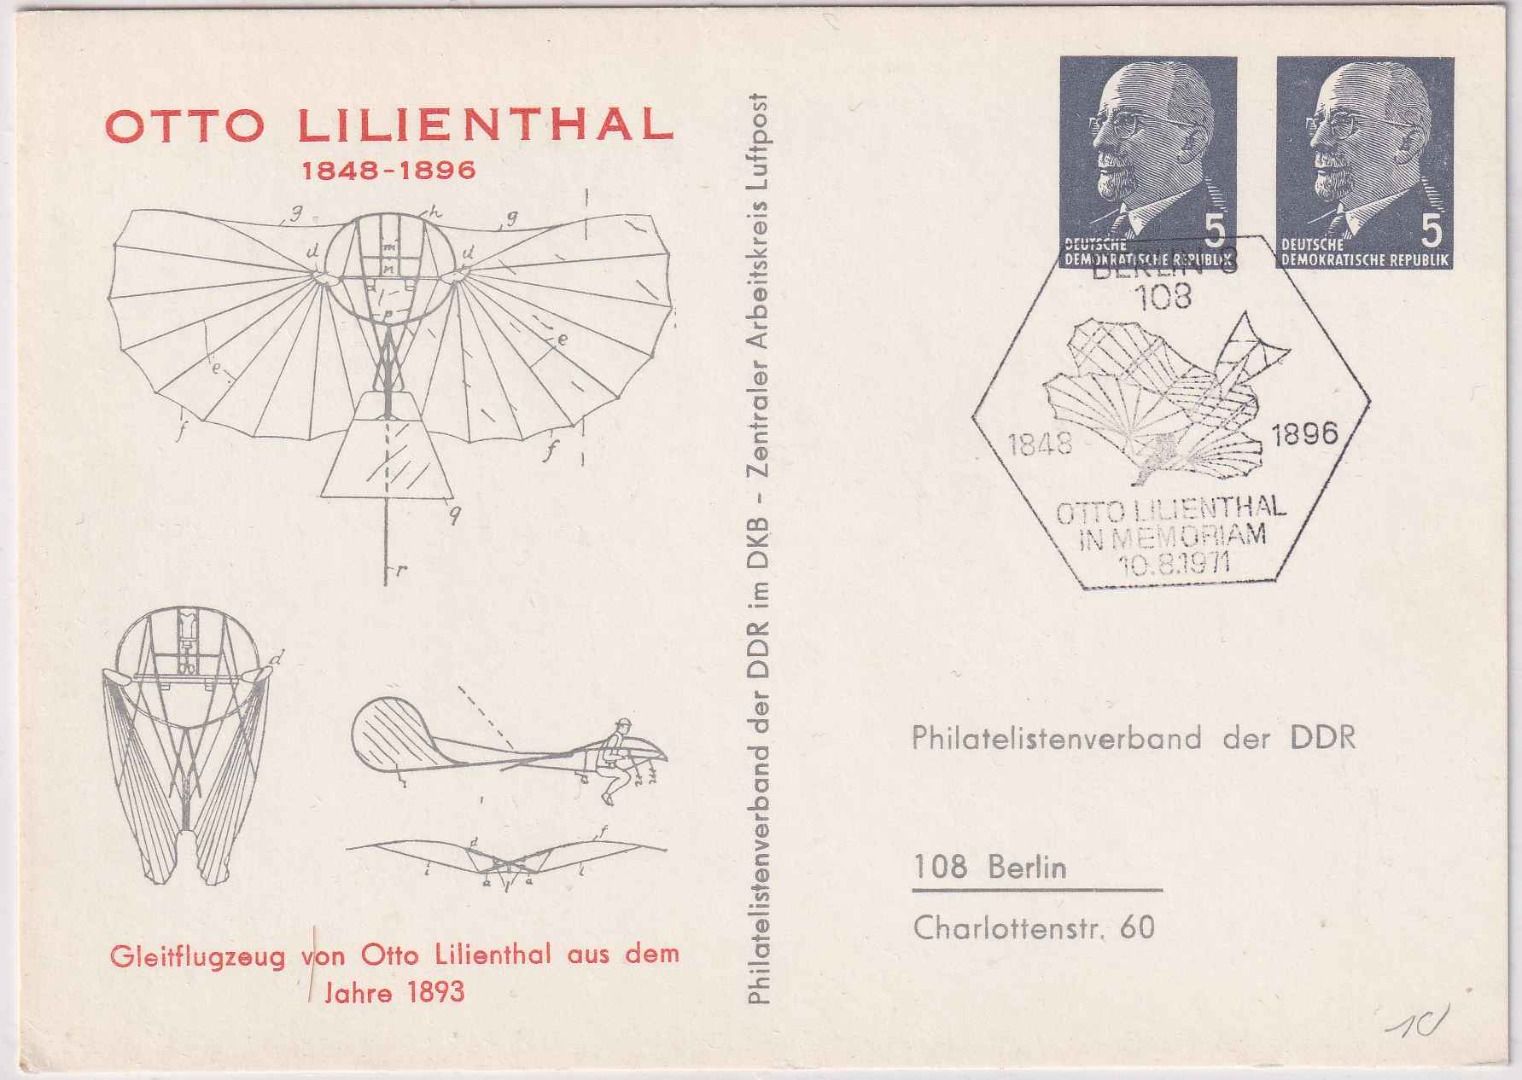 OTTO LILIENTHAL
1848-1896
g
h
g
d
m
d
n
l
p
e
e
f
f
q
r
d
d
f
i
a
l
a
l
Gleitflugzeug von Otto Lilienthal aus dem
Jahre 1893
Philatelistenverband der DDR im DKB – Zentraler Arbeitskreis Luftpost
5
DEUTSCHE
DEMOKRATISCHE REPUBLIK
5
DEUTSCHE
DEMOKRATISCHE REPUBLIK
BERLIN 8
108
1848
1896
OTTO LILIENTHAL
IN MEMORIAM
10.8.1971
Philatelistenverband der DDR
108 Berlin
Charlottenstr. 60